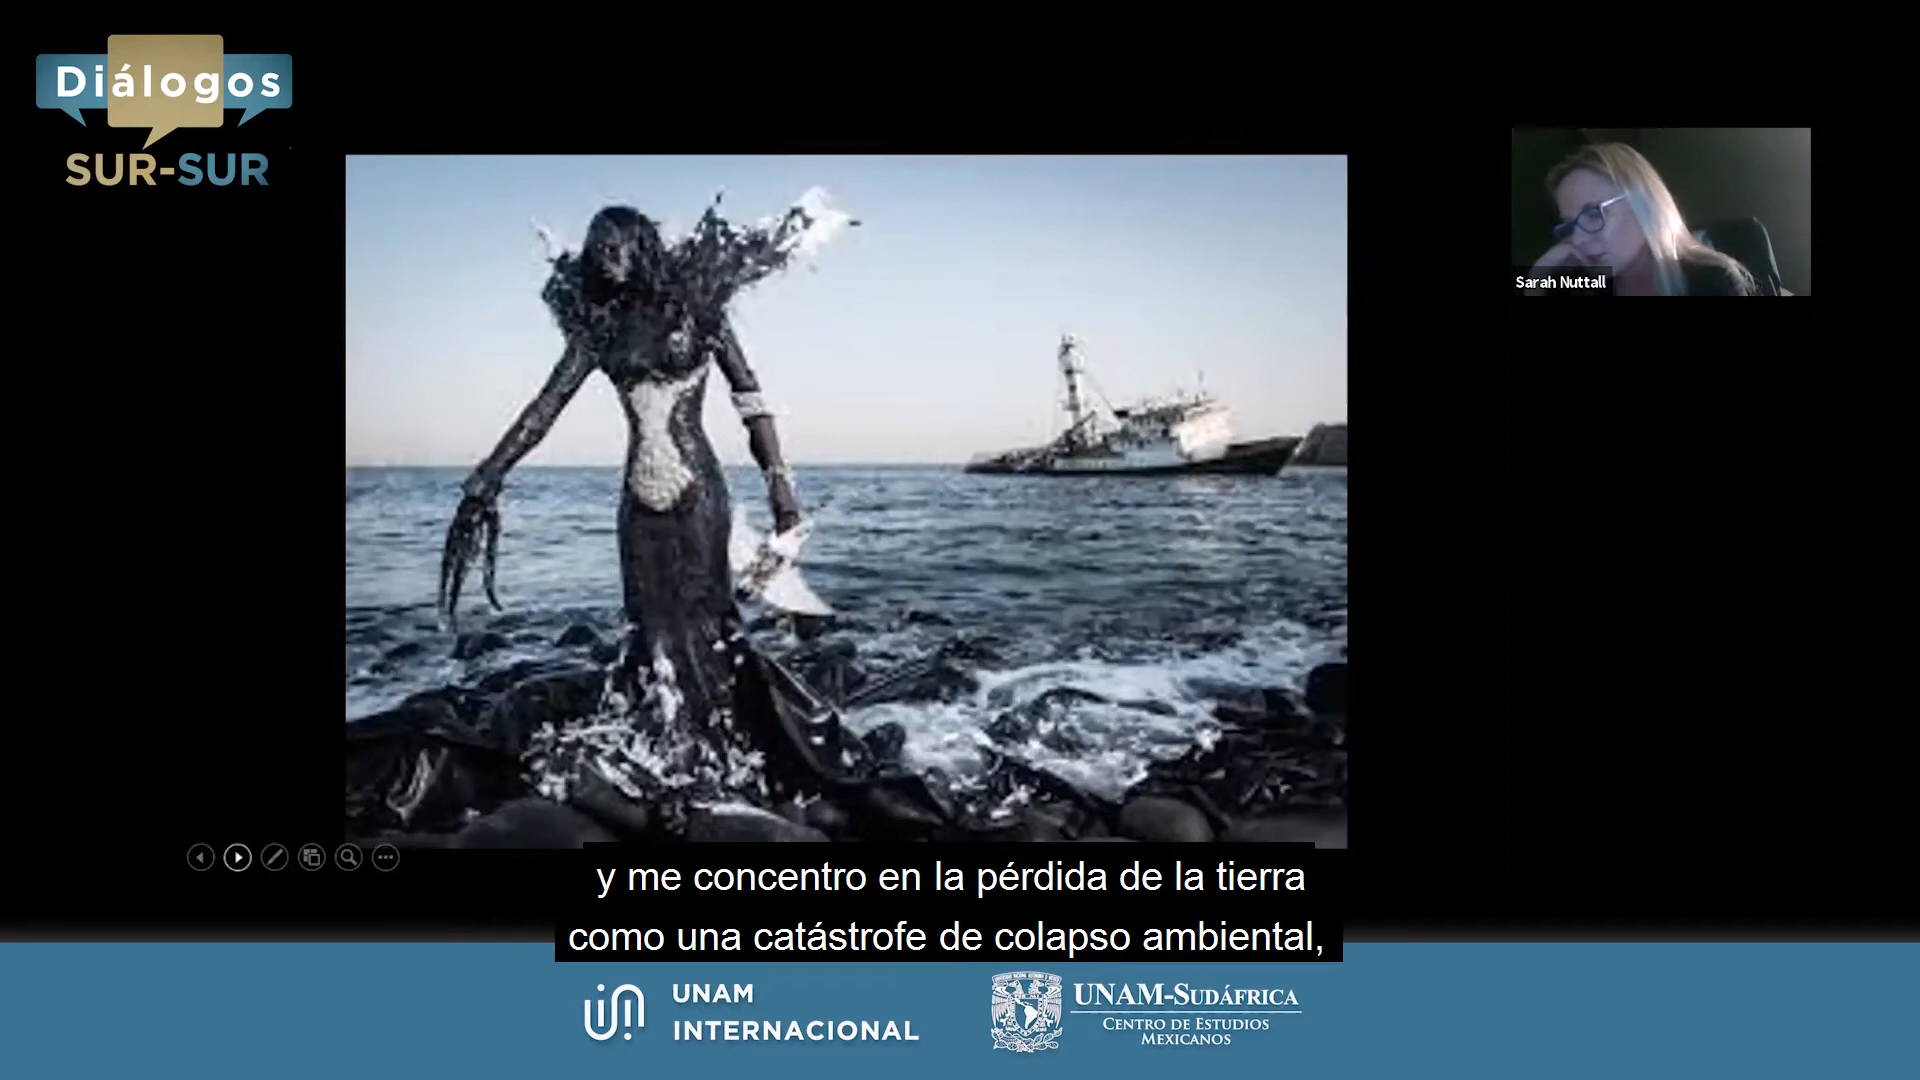 Diálogos
SUR-SUR
Sarah Nuttall
y me concentro en la pérdida de la tierra
como una catástrofe de colapso ambiental,
UNAM
INTERNACIONAL
UNAM-SUDÁFRICA
CENTRO DE ESTUDIOS
MEXICANOS